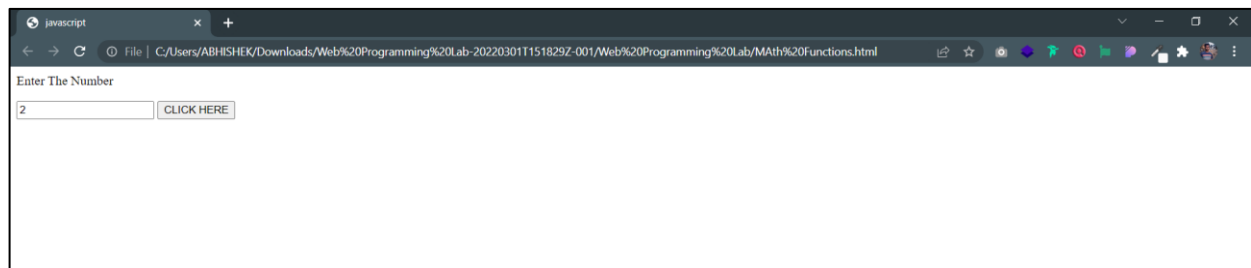 javascript
File | C:/Users/ABHISHEK/Downloads/Web%20Programming%20Lab-20220301T151829Z-001/Web%20Programming%20Lab/MAth%20Functions.html
Enter The Number
2 CLICK HERE